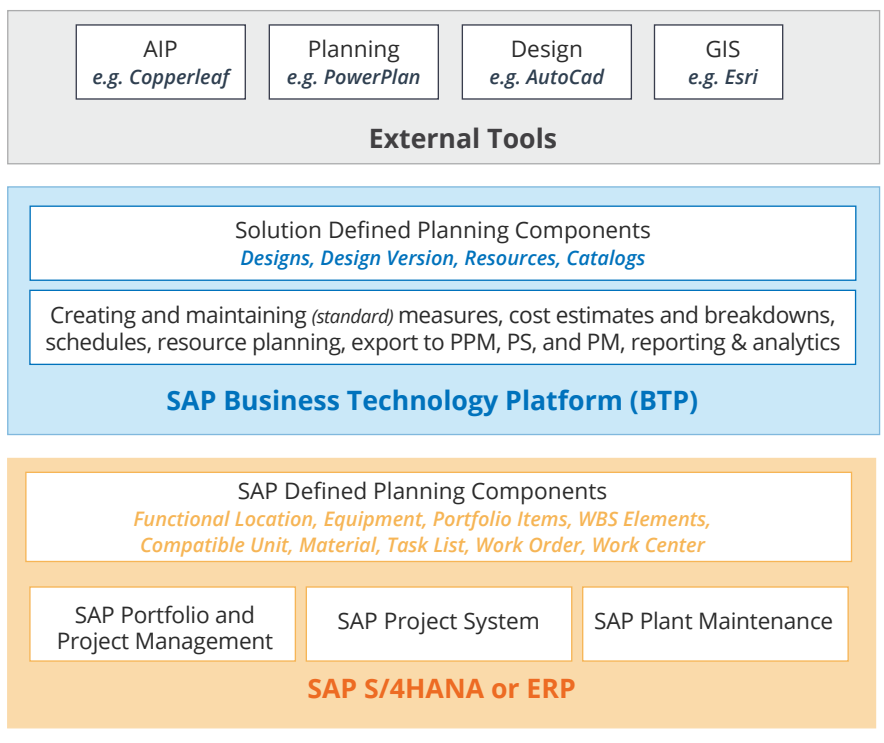 AIP
e.g. Copperleaf
Planning
e.g. PowerPlan
Design
e.g. AutoCad
GIS
e.g. Esri
External Tools
Solution Defined Planning Components
Designs, Design Version, Resources, Catalogs
Creating and maintaining (standard) measures, cost estimates and breakdowns,
schedules, resource planning, export to PPM, PS, and PM, reporting & analytics
SAP Business Technology Platform (BTP)
SAP Defined Planning Components
Functional Location, Equipment, Portfolio Items, WBS Elements,
Compatible Unit, Material, Task List, Work Order, Work Center
SAP Portfolio and
Project Management
SAP Project System
SAP Plant Maintenance
SAP S/4HANA or ERP